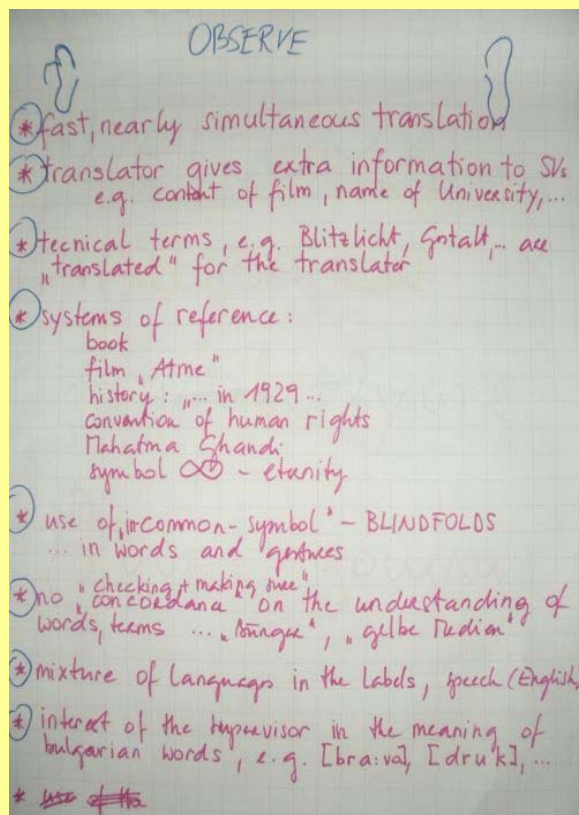 OBSERVE
* fast, nearly simultaneous translation
* translator gives extra information to SVs
e.g. content of film, name of University, ...
* tecnical terms, e.g. Blitzlicht, Gstalt, ... are
„translated" for the translator
* systems of reference:
book
film „Atme"
history: „... in 1929 ...
convention of human rights
Mahatma Ghandi
symbol ∞ - eternity
* use of „in-common-symbol" - BLINDFOLDS
... in words and gestures
„checking + making sure"
* no „concordance" on the understanding of
words, terms ... „ ", „gelbe Medien"
* mixture of languages in the labels, speech (English,
* interest of the supervisor in the meaning of
bulgarian words, e.g. [bra:va], [druk], ...
*